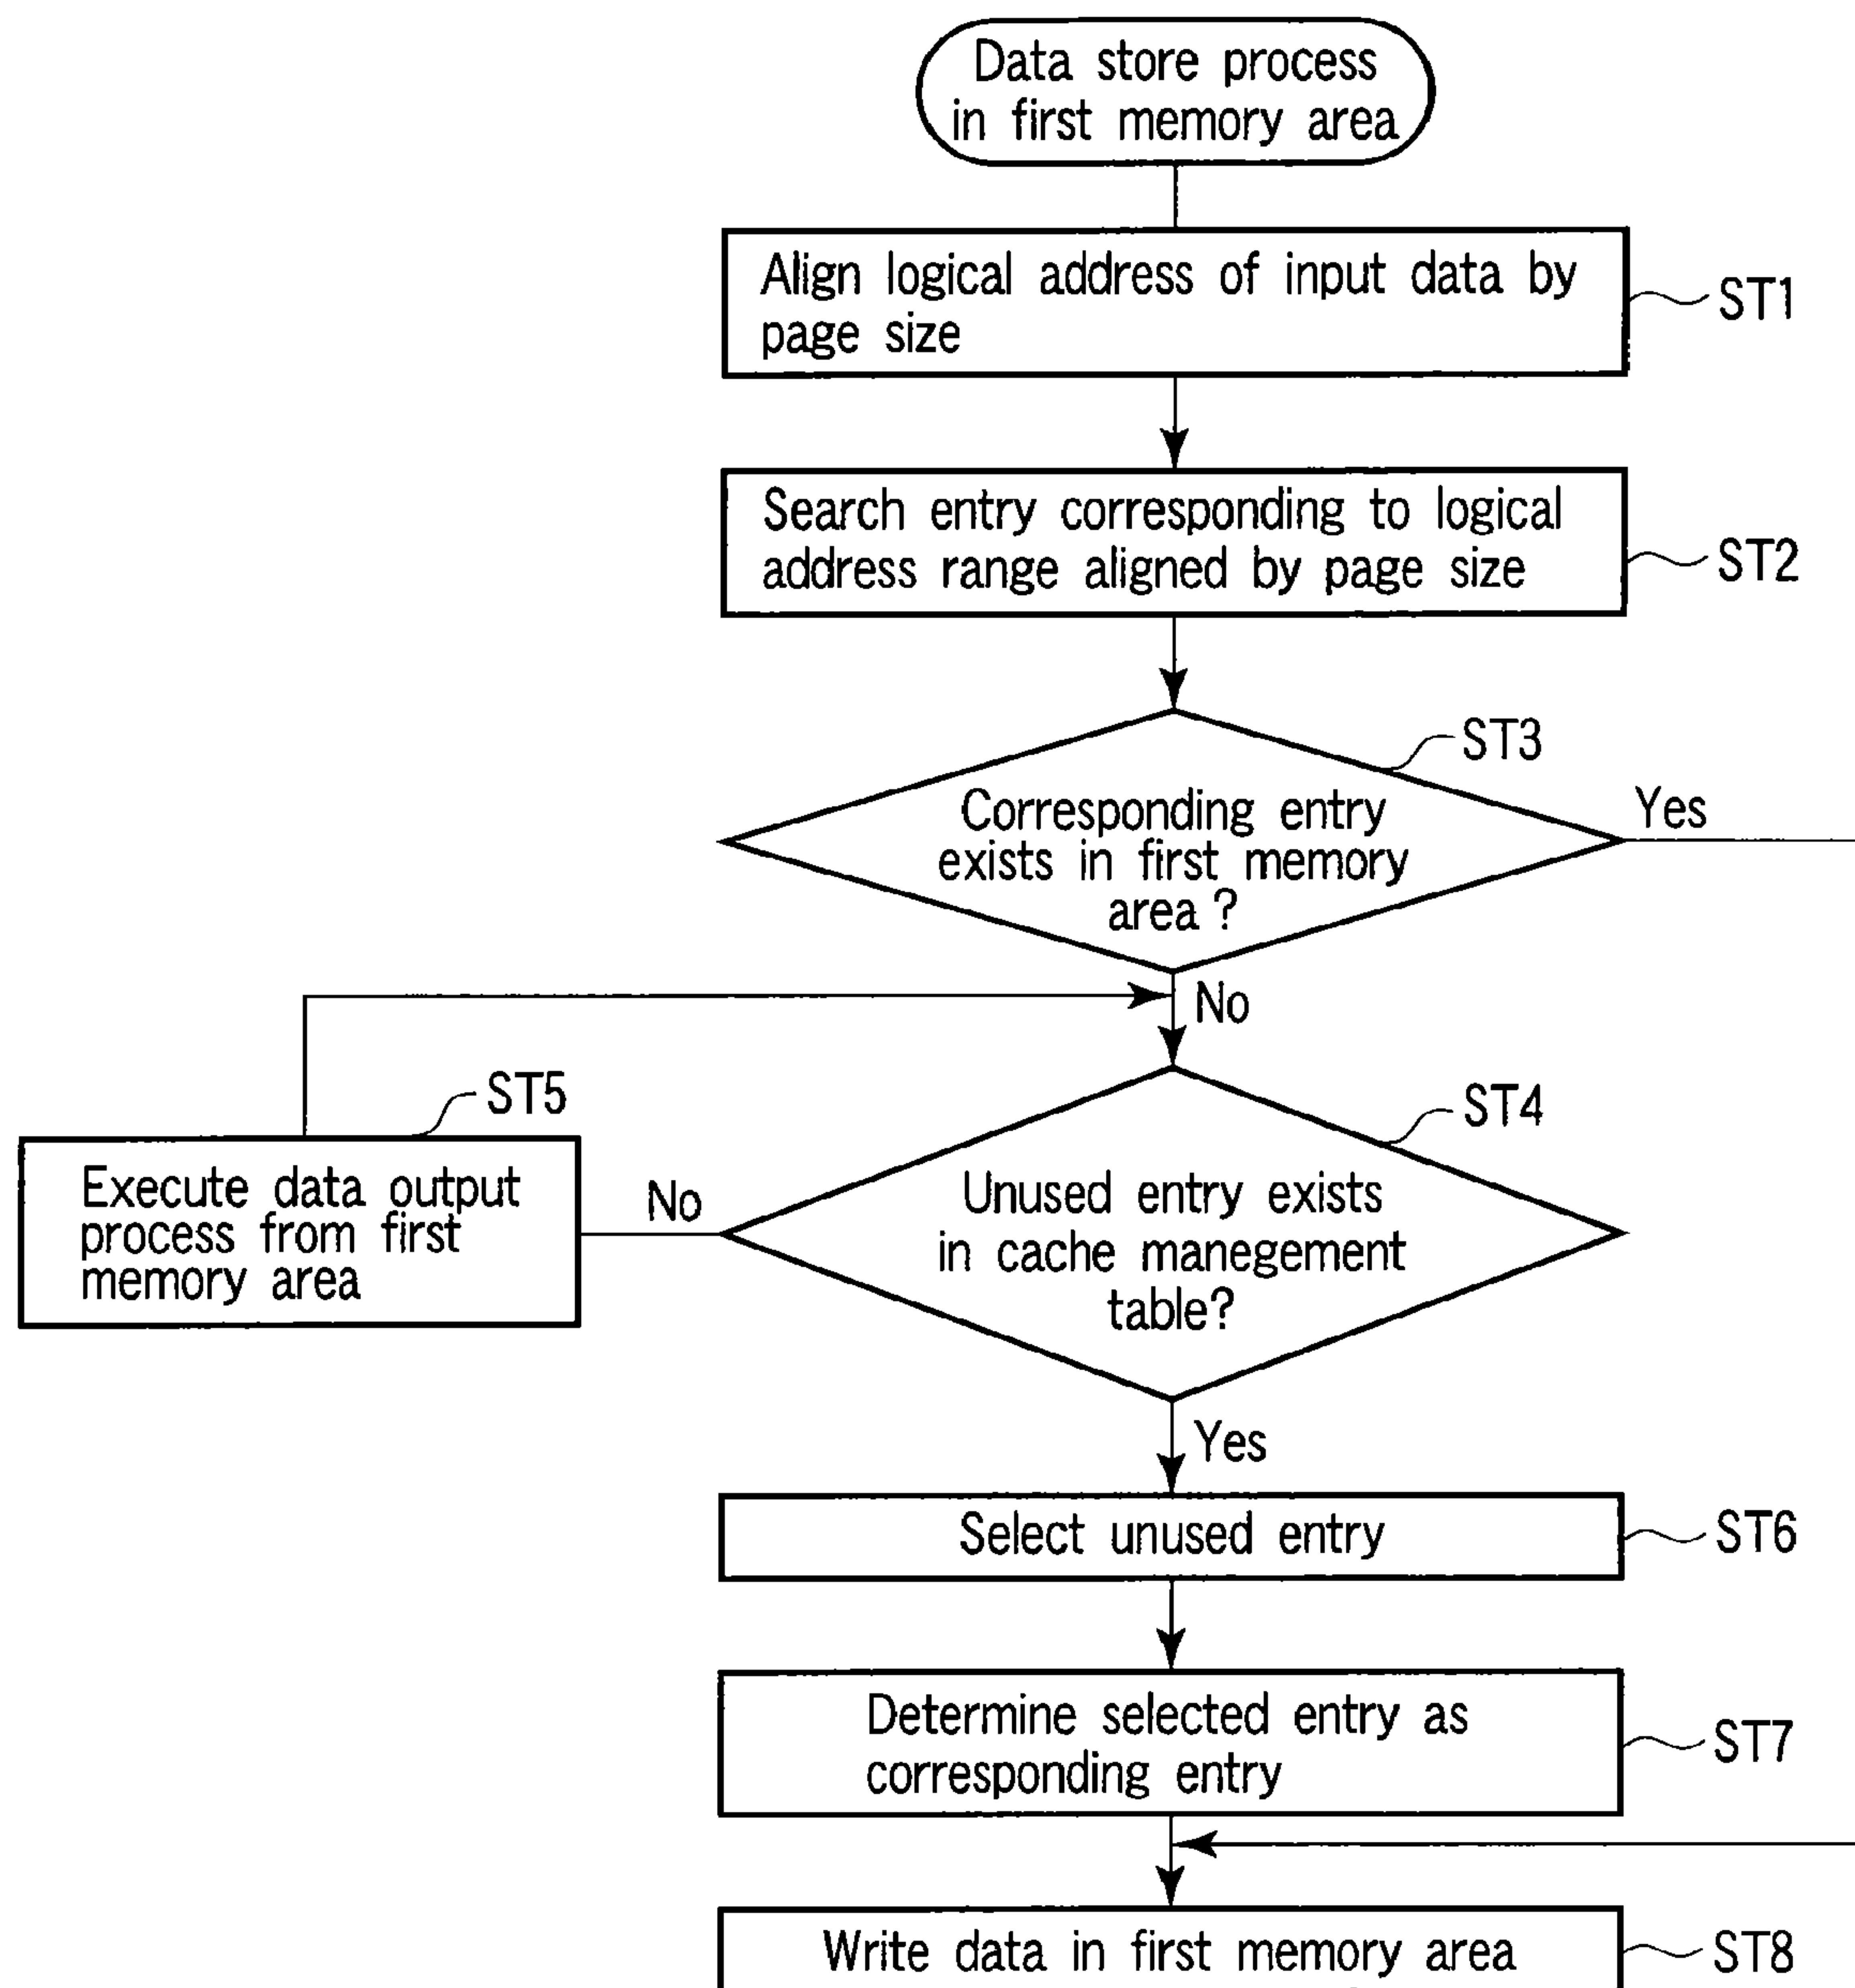 Data store process
in first memory area
Align logical address of input data by
page size
ST1
Search entry corresponding to logical
address range aligned by page size
ST2
ST3
Corresponding entry
exists in first memory
area ?
Yes
No
ST5
Execute data output
process from first
memory area
No
ST4
Unused entry exists
in cache manegement
table?
Yes
Select unused entry
ST6
Determine selected entry as
corresponding entry
ST7
Write data in first memory area
ST8